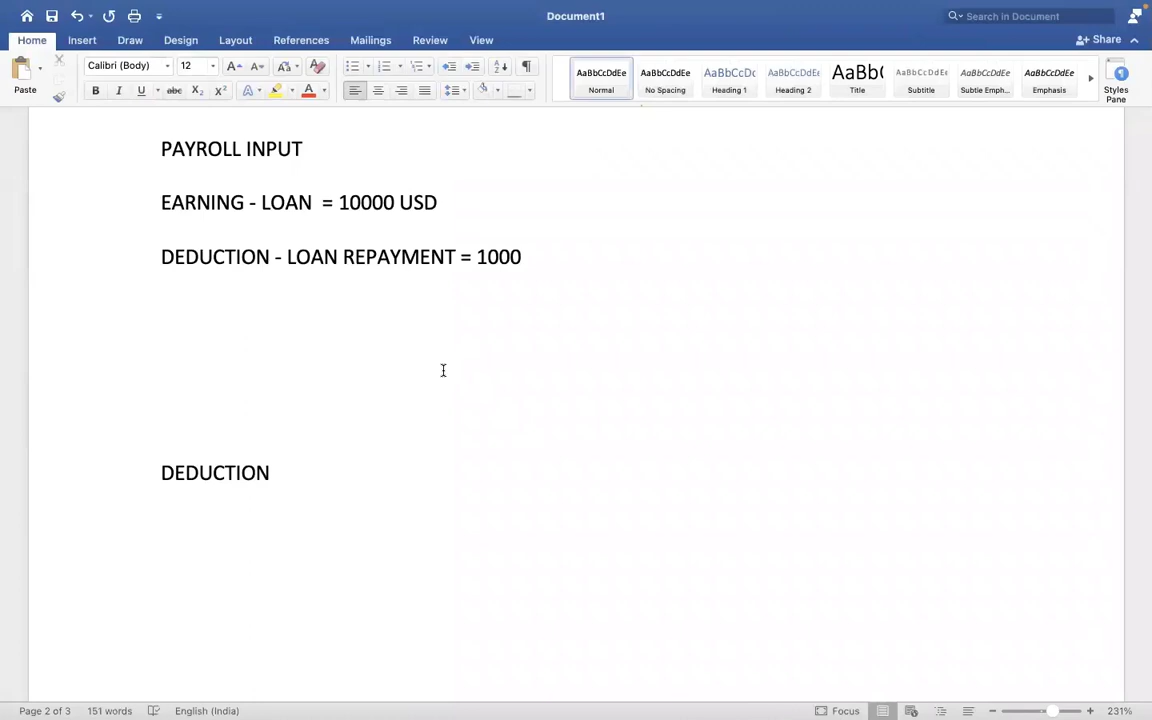 Document1
Search in Document
Home Insert Draw Design Layout References Mailings Review View
Share
Paste
Calibri (Body) 12
AaBbCcDdEe AaBbCcDdEe AaBbCcDc AaBbCcDdEe AaBb( AaBbCcDdEe AaBbCcDdEe AaBbCcDdEe
Normal No Spacing Heading 1 Heading 2 Title Subtitle Subtle Emph... Emphasis
Styles
Pane
PAYROLL INPUT
EARNING - LOAN = 10000 USD
DEDUCTION - LOAN REPAYMENT = 1000
DEDUCTION
Page 2 of 3 151 words English (India) Focus 231%